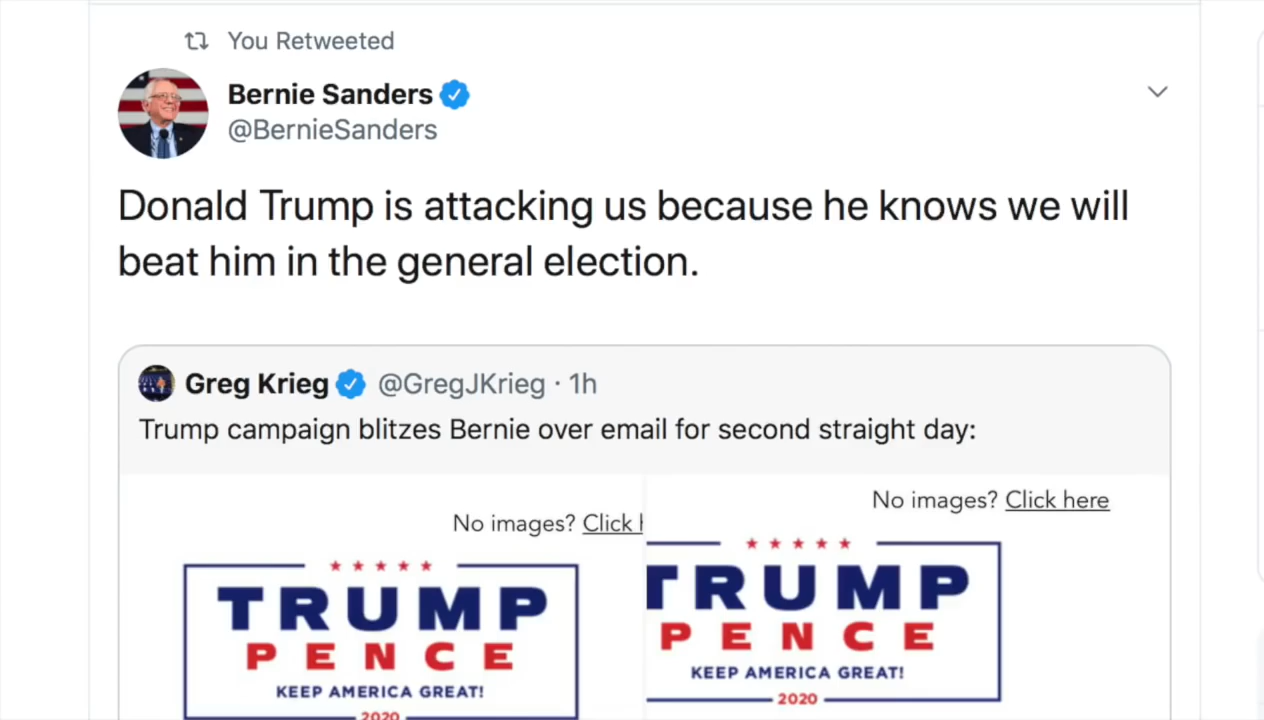 You Retweeted
Bernie Sanders
@BernieSanders
Donald Trump is attacking us because he knows we will
beat him in the general election.
Greg Krieg @GregJKrieg · 1h
Trump campaign blitzes Bernie over email for second straight day:
No images? Click
TRUMP
PENCE
KEEP AMERICA GREAT!
2020
No images? Click here
TRUMP
PENCE
KEEP AMERICA GREAT!
2020